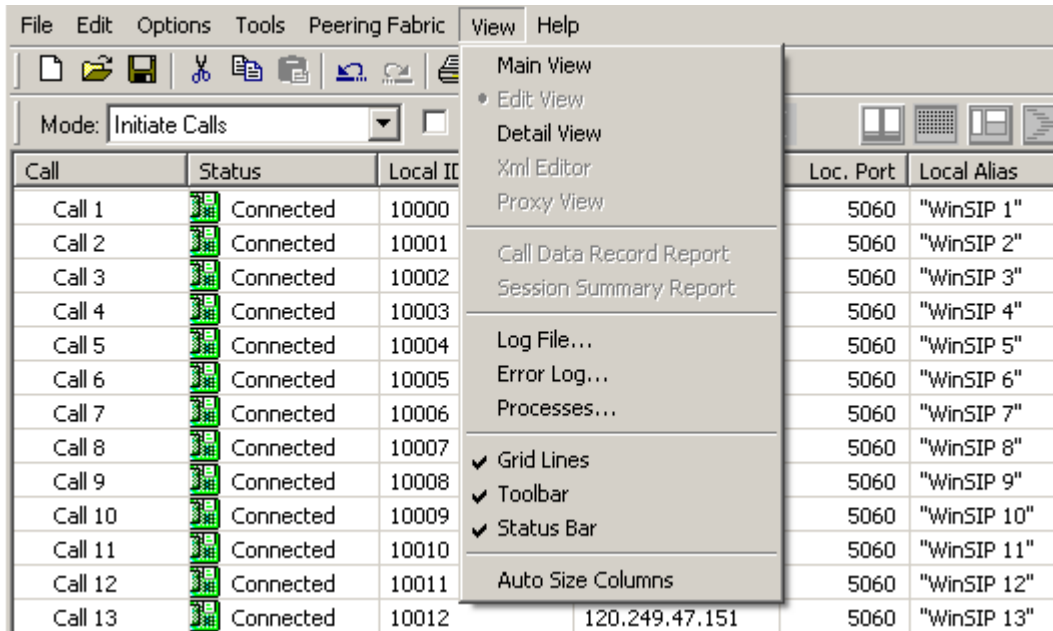 File Edit Options Tools Peering Fabric View Help
Main View
Edit View
Detail View
Xml Editor
Proxy View
Call Data Record Report
Session Summary Report
Log File...
Error Log...
Processes...
Grid Lines
Toolbar
Status Bar
Auto Size Columns
Mode: Initiate Calls
Call Status Local Loc. Port Local Alias
Call 1 Connected 10000 5060 "WinSIP 1"
Call 2 Connected 10001 5060 "WinSIP 2"
Call 3 Connected 10002 5060 "WinSIP 3"
Call 4 Connected 10003 5060 "WinSIP 4"
Call 5 Connected 10004 5060 "WinSIP 5"
Call 6 Connected 10005 5060 "WinSIP 6"
Call 7 Connected 10006 5060 "WinSIP 7"
Call 8 Connected 10007 5060 "WinSIP 8"
Call 9 Connected 10008 5060 "WinSIP 9"
Call 10 Connected 10009 5060 "WinSIP 10"
Call 11 Connected 10010 5060 "WinSIP 11"
Call 12 Connected 10011 5060 "WinSIP 12"
Call 13 Connected 10012 120.249.47.151 5060 "WinSIP 13"